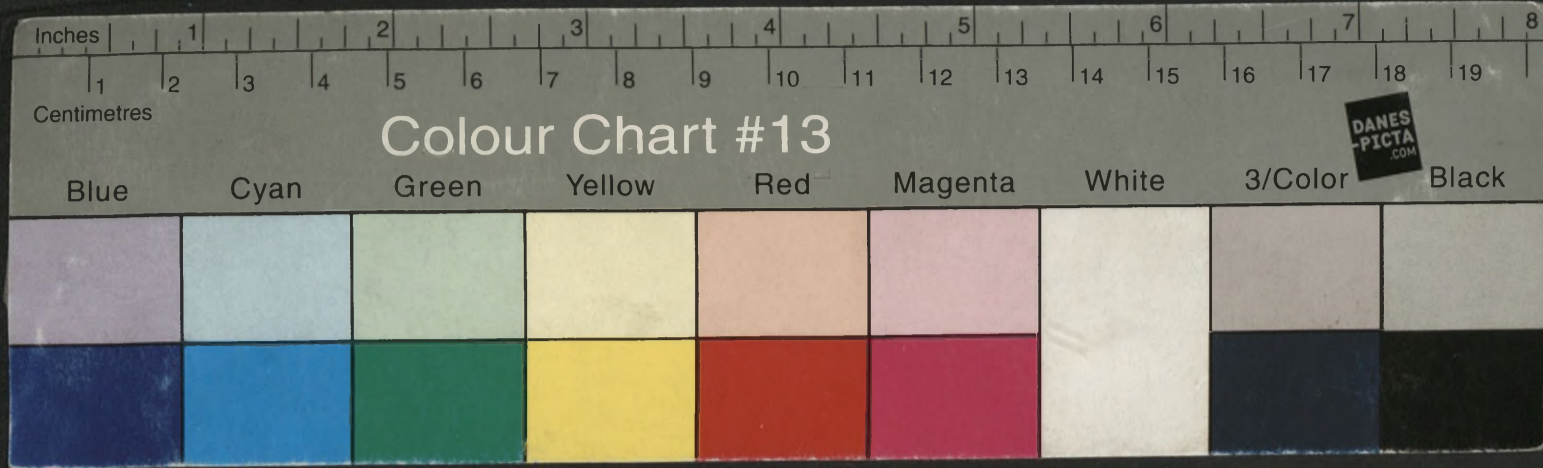 Inches 1 2 3 4 5 6 7 8
1 2 3 4 5 6 7 8 9 10 11 12 13 14 15 16 17 18 19
Centimetres
Colour Chart #13
DANES
-PICTA
.COM
Blue Cyan Green Yellow Red Magenta White 3/Color Black